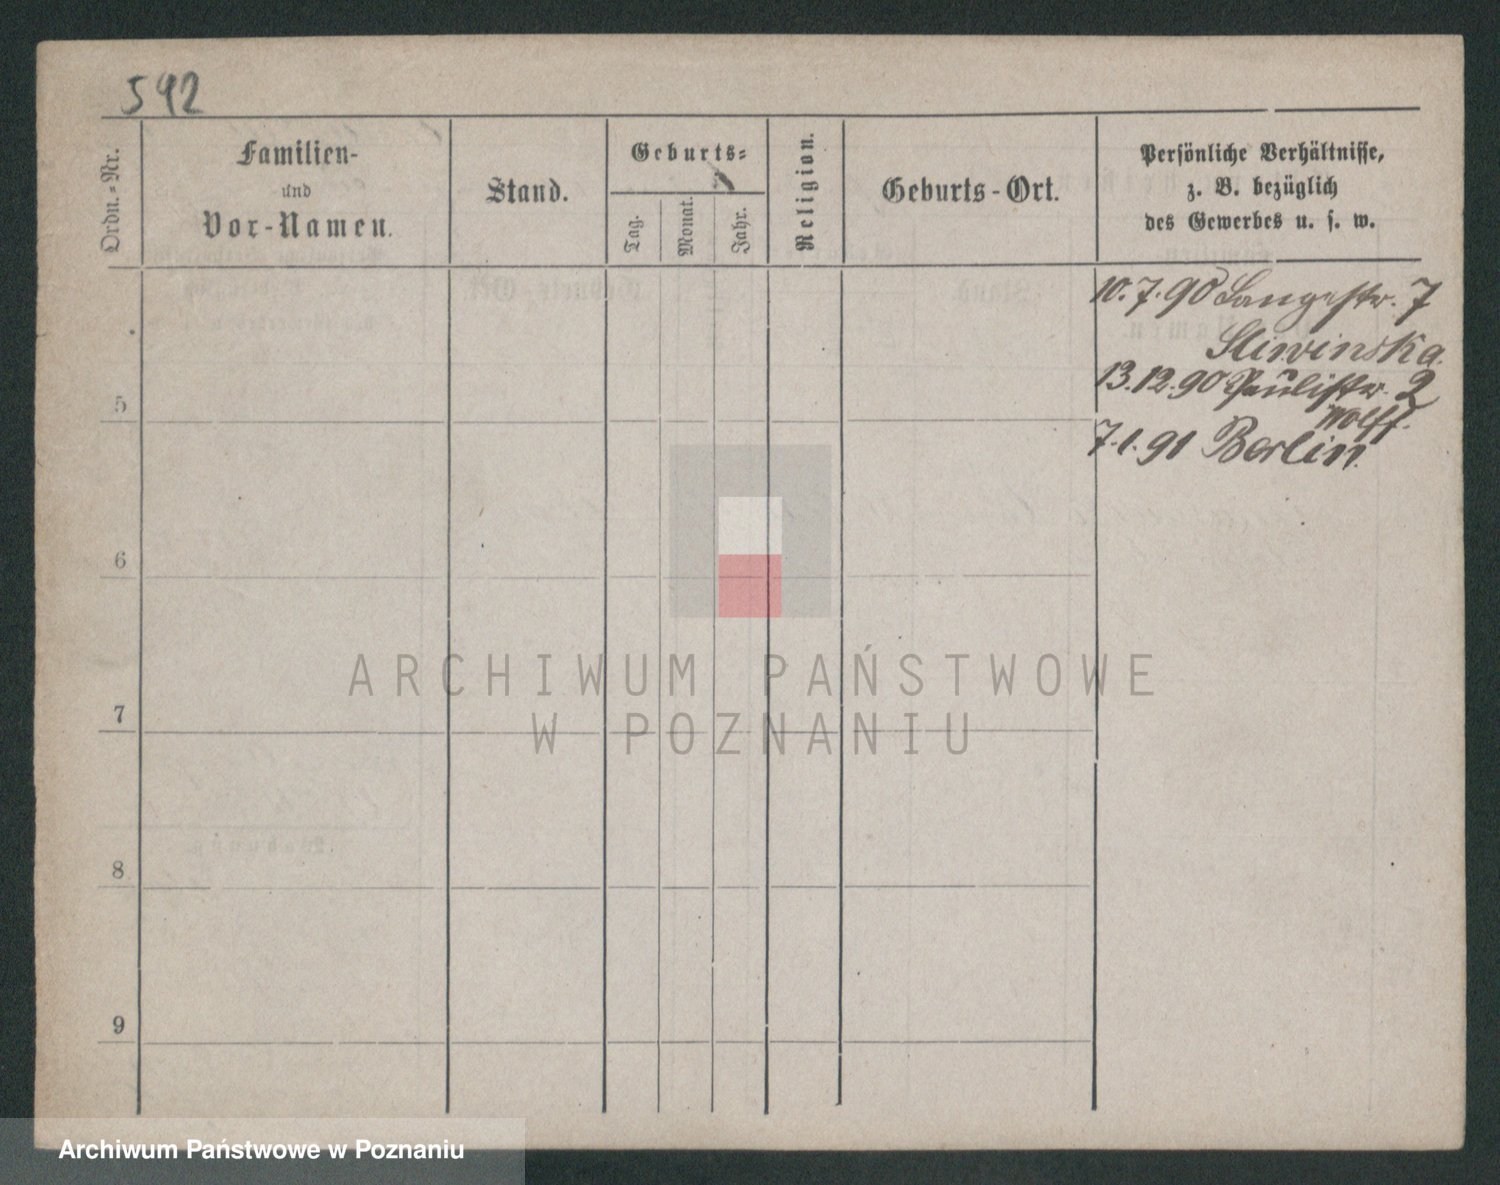 592
Ordn.-Nr.
Familien-
und
Vor-Namen.
Stand.
Geburts-
Tag.
Monat.
Jahr.
Religion.
Geburts-Ort.
Persönliche Verhältnisse,
z. B. bezüglich
des Gewerbes u. s. w.
10.7.90 Langestr. 7
Sliwinska.
13.12.90 Paulistr. 2
Wolff.
7.1.91 Berlin.
5
6
7
8
9
ARCHIWUM PAŃSTWOWE
W POZNANIU
Archiwum Państwowe w Poznaniu